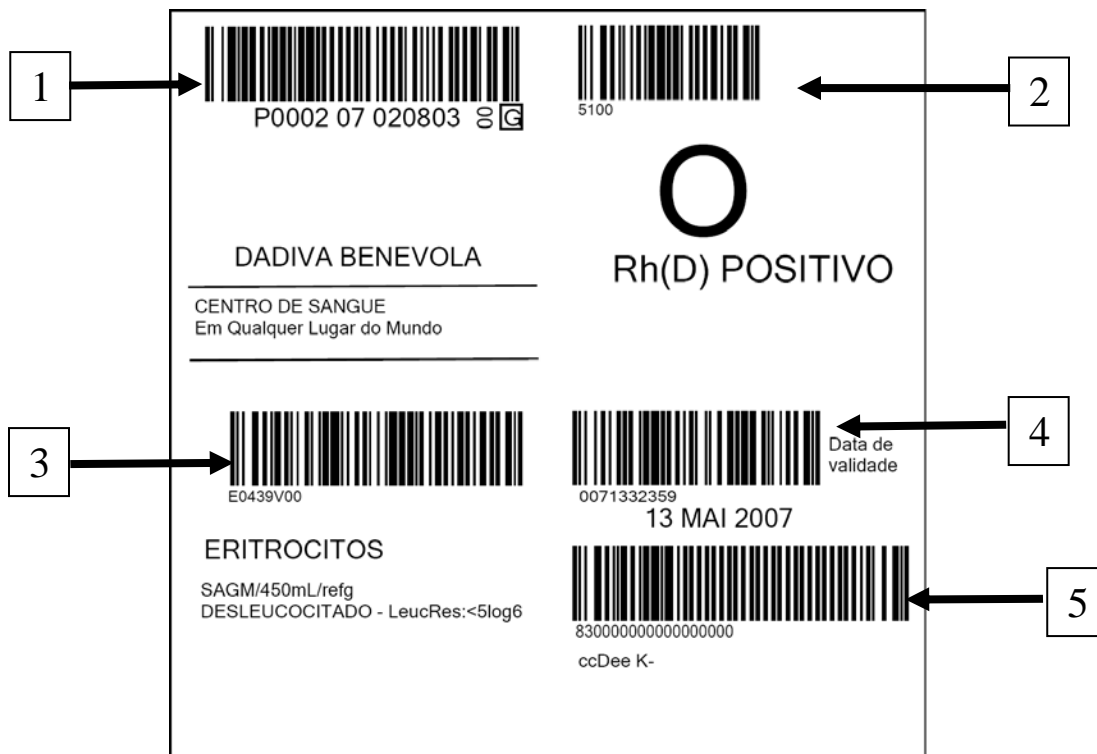 1
P0002 07 020803 00 G
2
5100
O
Rh(D) POSITIVO
DADIVA BENEVOLA
CENTRO DE SANGUE
Em Qualquer Lugar do Mundo
3
E0439V00
ERITROCITOS
SAGM/450mL/refg
DESLEUCOCITADO - LeucRes:<5log6
4
Data de
validade
0071332359
13 MAI 2007
5
830000000000000000
ccDee K-